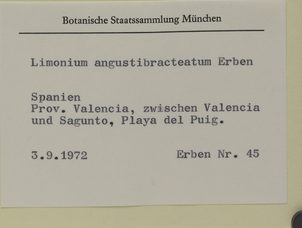 Botanische Staatssammlung München
Limonium angustibracteatum Erben
Spanien
Prov. Valencia, zwischen Valencia
und Sagunto, Playa del Puig.
3.9.1972 Erben Nr. 45